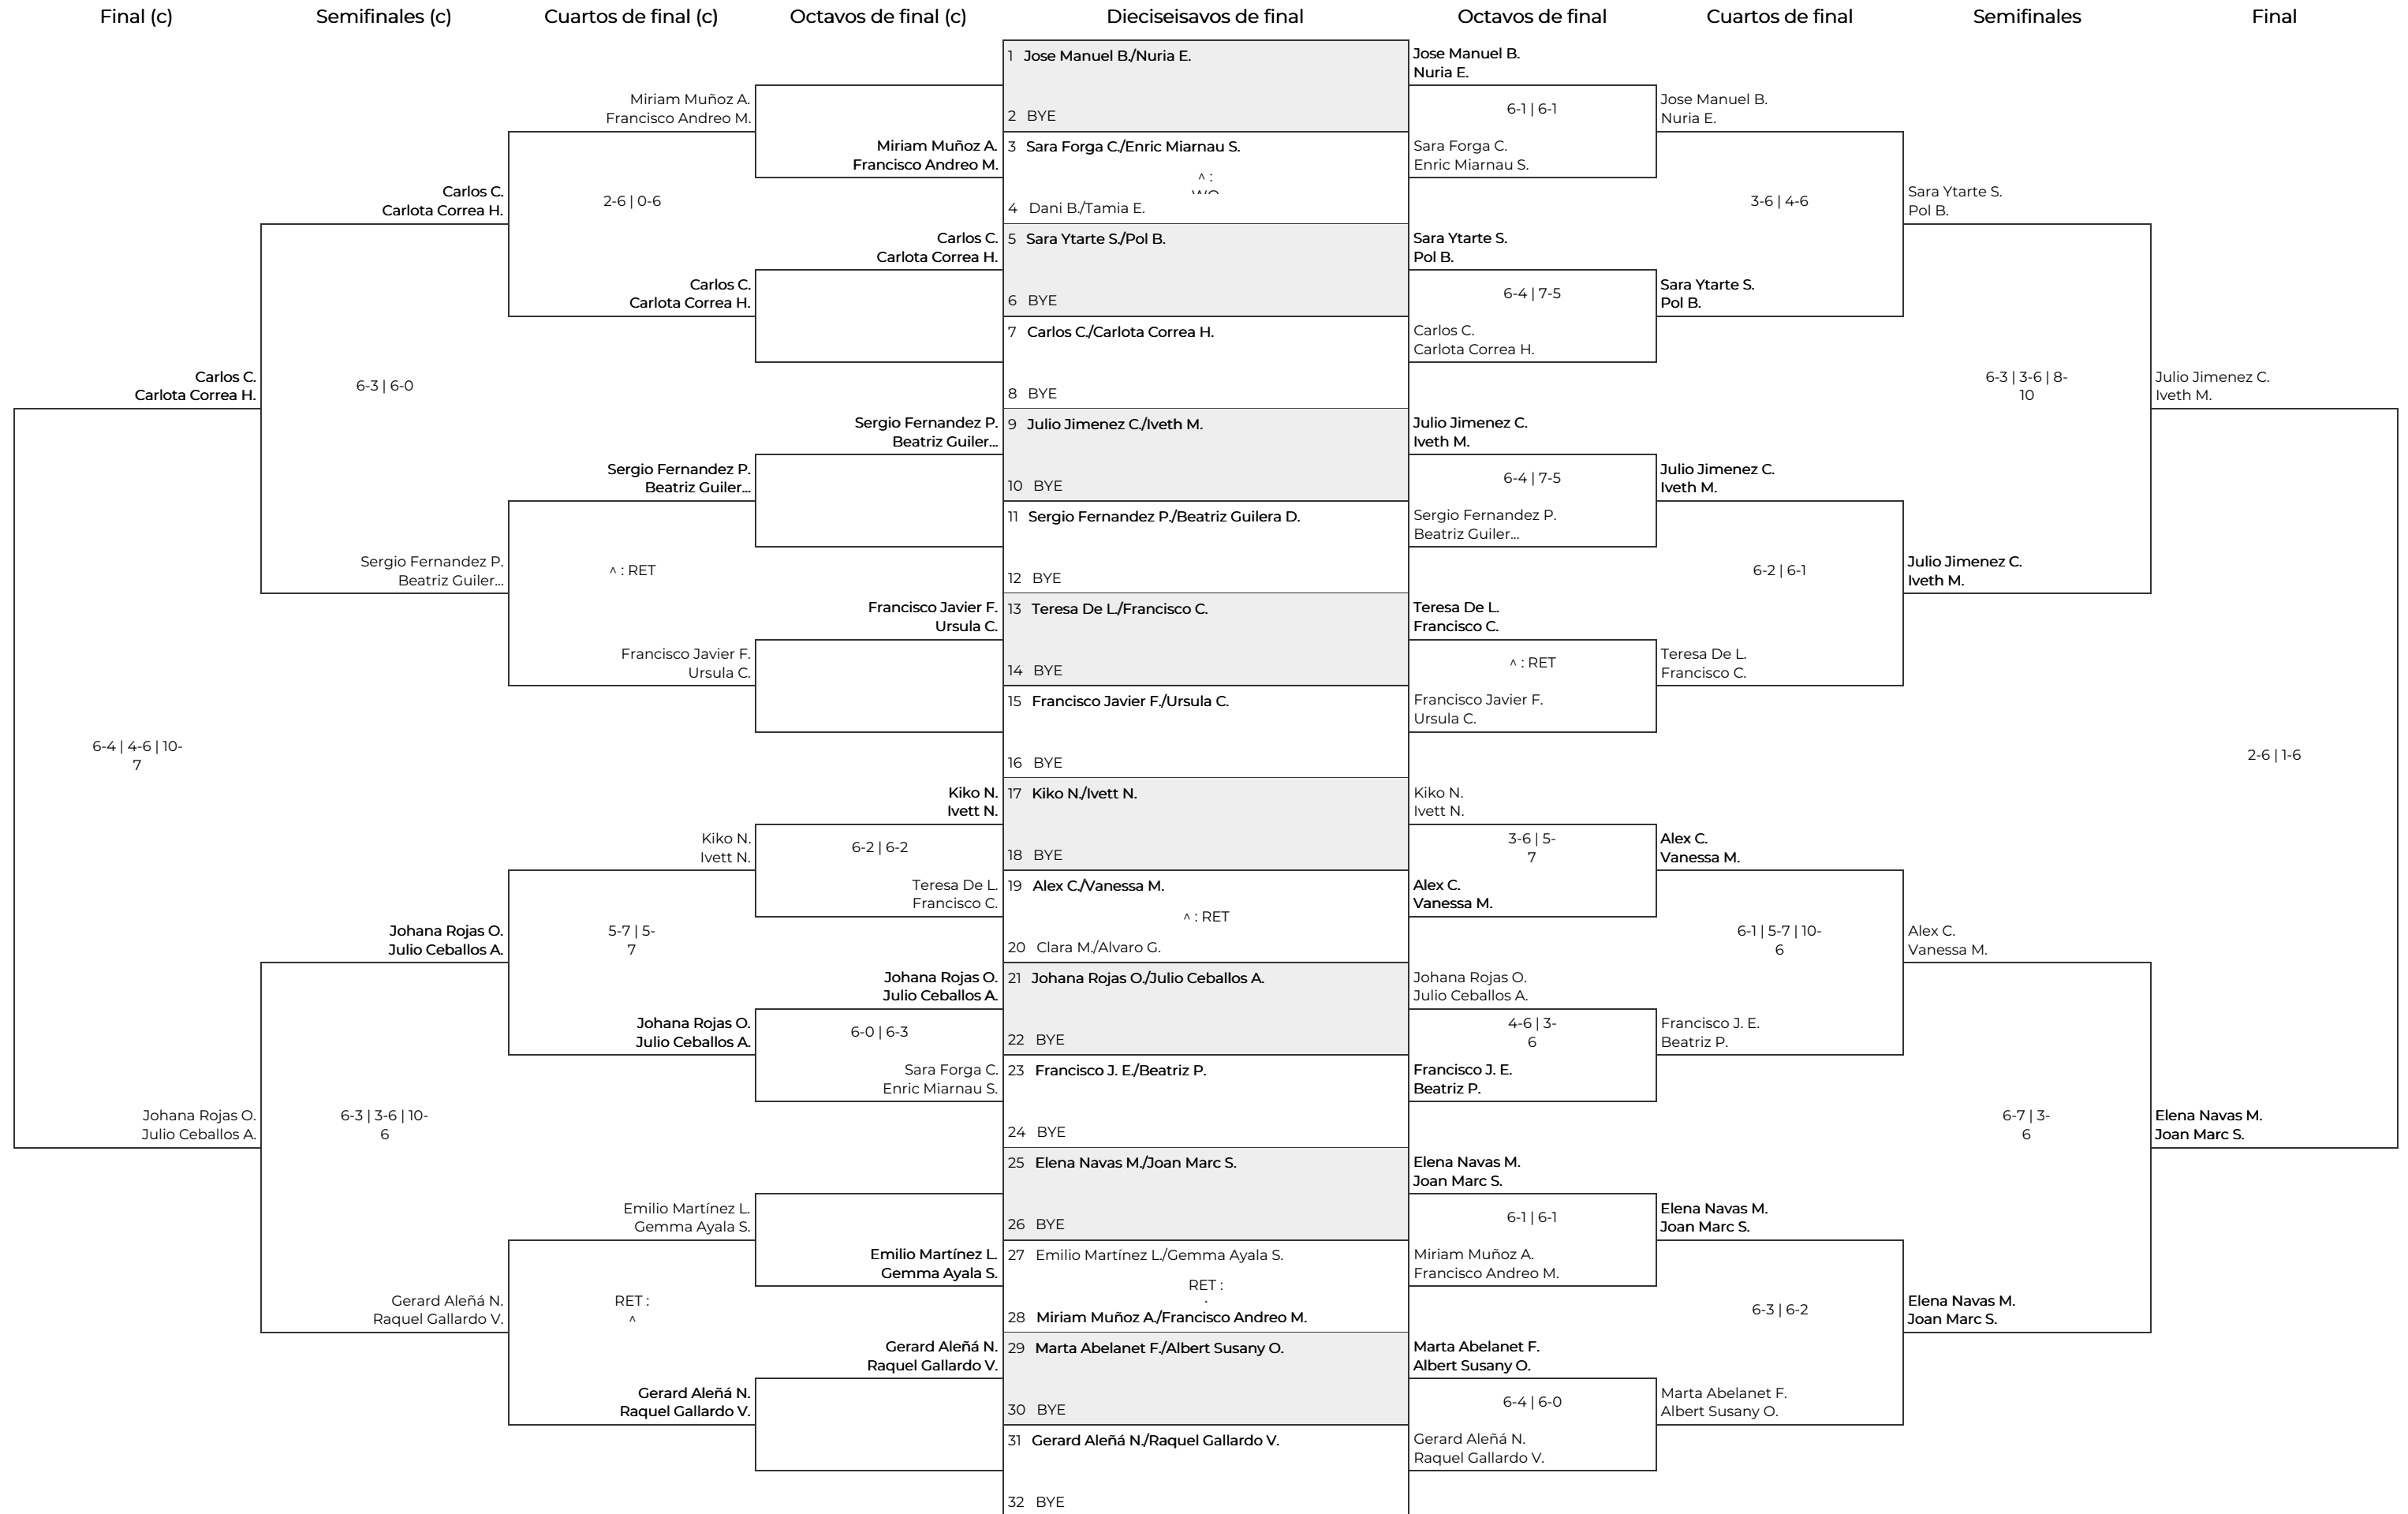 Final (c)
Semifinales (c)
Cuartos de final (c)
Octavos de final (c)
Dieciseisavos de final
Octavos de final
Cuartos de final
Semifinales
Final
Carlos C.
Carlota Correa H.
6-4 | 4-6 | 10-
7
Johana Rojas O.
Julio Ceballos A.
Carlos C.
Carlota Correa H.
6-3 | 6-0
Sergio Fernandez P.
Beatriz Guiler...
Johana Rojas O.
Julio Ceballos A.
6-3 | 3-6 | 10-
6
Gerard Aleñá N.
Raquel Gallardo V.
Miriam Muñoz A.
Francisco Andreo M.
2-6 | 0-6
Carlos C.
Carlota Correa H.
Sergio Fernandez P.
Beatriz Guiler...
^ : RET
Francisco Javier F.
Ursula C.
Kiko N.
Ivett N.
5-7 | 5-
7
Johana Rojas O.
Julio Ceballos A.
Emilio Martínez L.
Gemma Ayala S.
RET :
^
Gerard Aleñá N.
Raquel Gallardo V.
Miriam Muñoz A.
Francisco Andreo M.
Carlos C.
Carlota Correa H.
Sergio Fernandez P.
Beatriz Guiler...
Francisco Javier F.
Ursula C.
Kiko N.
Ivett N.
6-2 | 6-2
Teresa De L.
Francisco C.
Johana Rojas O.
Julio Ceballos A.
6-0 | 6-3
Sara Forga C.
Enric Miarnau S.
Emilio Martínez L.
Gemma Ayala S.
Gerard Aleñá N.
Raquel Gallardo V.
1 Jose Manuel B./Nuria E.
2 BYE
3 Sara Forga C./Enric Miarnau S.
^ :
4 Dani B./Tamia E.
5 Sara Ytarte S./Pol B.
6 BYE
7 Carlos C./Carlota Correa H.
8 BYE
9 Julio Jimenez C./Iveth M.
10 BYE
11 Sergio Fernandez P./Beatriz Guilera D.
12 BYE
13 Teresa De L./Francisco C.
14 BYE
15 Francisco Javier F./Ursula C.
16 BYE
17 Kiko N./Ivett N.
18 BYE
19 Alex C./Vanessa M.
^ : RET
20 Clara M./Alvaro G.
21 Johana Rojas O./Julio Ceballos A.
22 BYE
23 Francisco J. E./Beatriz P.
24 BYE
25 Elena Navas M./Joan Marc S.
26 BYE
27 Emilio Martínez L./Gemma Ayala S.
RET :
28 Miriam Muñoz A./Francisco Andreo M.
29 Marta Abelanet F./Albert Susany O.
30 BYE
31 Gerard Aleñá N./Raquel Gallardo V.
32 BYE
Jose Manuel B.
Nuria E.
6-1 | 6-1
Sara Forga C.
Enric Miarnau S.
Sara Ytarte S.
Pol B.
6-4 | 7-5
Carlos C.
Carlota Correa H.
Julio Jimenez C.
Iveth M.
6-4 | 7-5
Sergio Fernandez P.
Beatriz Guiler...
Teresa De L.
Francisco C.
^ : RET
Francisco Javier F.
Ursula C.
Kiko N.
Ivett N.
3-6 | 5-
7
Alex C.
Vanessa M.
Johana Rojas O.
Julio Ceballos A.
4-6 | 3-
6
Francisco J. E.
Beatriz P.
Elena Navas M.
Joan Marc S.
6-1 | 6-1
Miriam Muñoz A.
Francisco Andreo M.
Marta Abelanet F.
Albert Susany O.
6-4 | 6-0
Gerard Aleñá N.
Raquel Gallardo V.
Jose Manuel B.
Nuria E.
3-6 | 4-6
Sara Ytarte S.
Pol B.
Julio Jimenez C.
Iveth M.
6-2 | 6-1
Teresa De L.
Francisco C.
Alex C.
Vanessa M.
6-1 | 5-7 | 10-
6
Francisco J. E.
Beatriz P.
Elena Navas M.
Joan Marc S.
6-3 | 6-2
Marta Abelanet F.
Albert Susany O.
Sara Ytarte S.
Pol B.
6-3 | 3-6 | 8-
10
Julio Jimenez C.
Iveth M.
Alex C.
Vanessa M.
6-7 | 3-
6
Elena Navas M.
Joan Marc S.
Julio Jimenez C.
Iveth M.
2-6 | 1-6
Elena Navas M.
Joan Marc S.